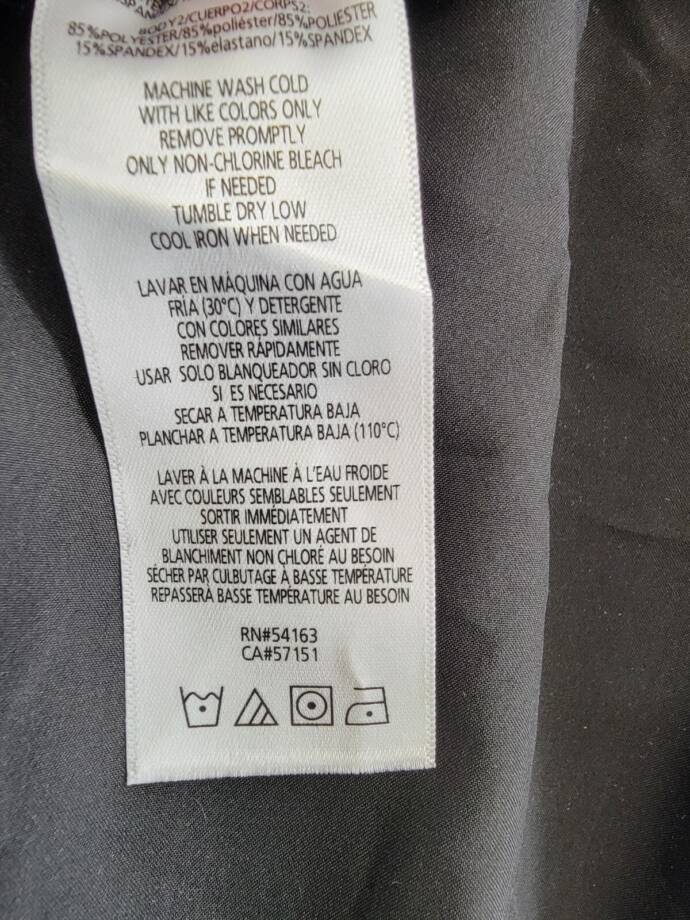 BODY2/CUERPO2/CORPS2:
85%POLYESTER/85%poliéster/85%POLYESTER
15%SPANDEX/15%elastano/15%SPANDEX
MACHINE WASH COLD
WITH LIKE COLORS ONLY
REMOVE PROMPTLY
ONLY NON-CHLORINE BLEACH
IF NEEDED
TUMBLE DRY LOW
COOL IRON WHEN NEEDED
LAVAR EN MÁQUINA CON AGUA
FRÍA (30°C) Y DETERGENTE
CON COLORES SIMILARES
REMOVER RÁPIDAMENTE
USAR SOLO BLANQUEADOR SIN CLORO
SI ES NECESARIO
SECAR A TEMPERATURA BAJA
PLANCHAR A TEMPERATURA BAJA (110°C)
LAVER À LA MACHINE À L'EAU FROIDE
AVEC COULEURS SEMBLABLES SEULEMENT
SORTIR IMMÉDIATEMENT
UTILISER SEULEMENT UN AGENT DE
BLANCHIMENT NON CHLORÉ AU BESOIN
SÉCHER PAR CULBUTAGE À BASSE TEMPÉRATURE
REPASSERÀ BASSE TEMPÉRATURE AU BESOIN
RN#54163
CA#57151